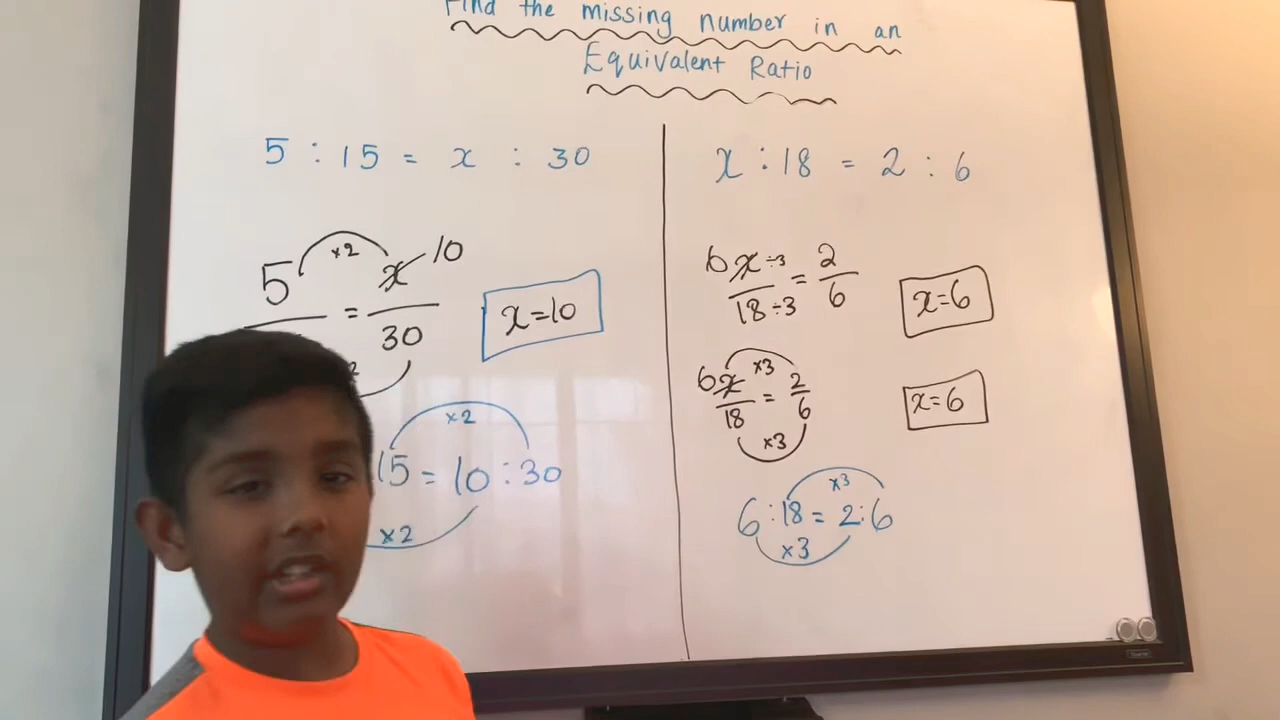 Find the missing number in an
Equivalent Ratio
5 : 15 = x : 30
×2
5 = x 10
30
x=10
×2
15 = 10 : 30
×2
x : 18 = 2 : 6
6 x ÷3 = 2
18 ÷3 6
x=6
×3
6 x = 2
18 6
×3
x=6
×3
6 : 18 = 2 : 6
×3